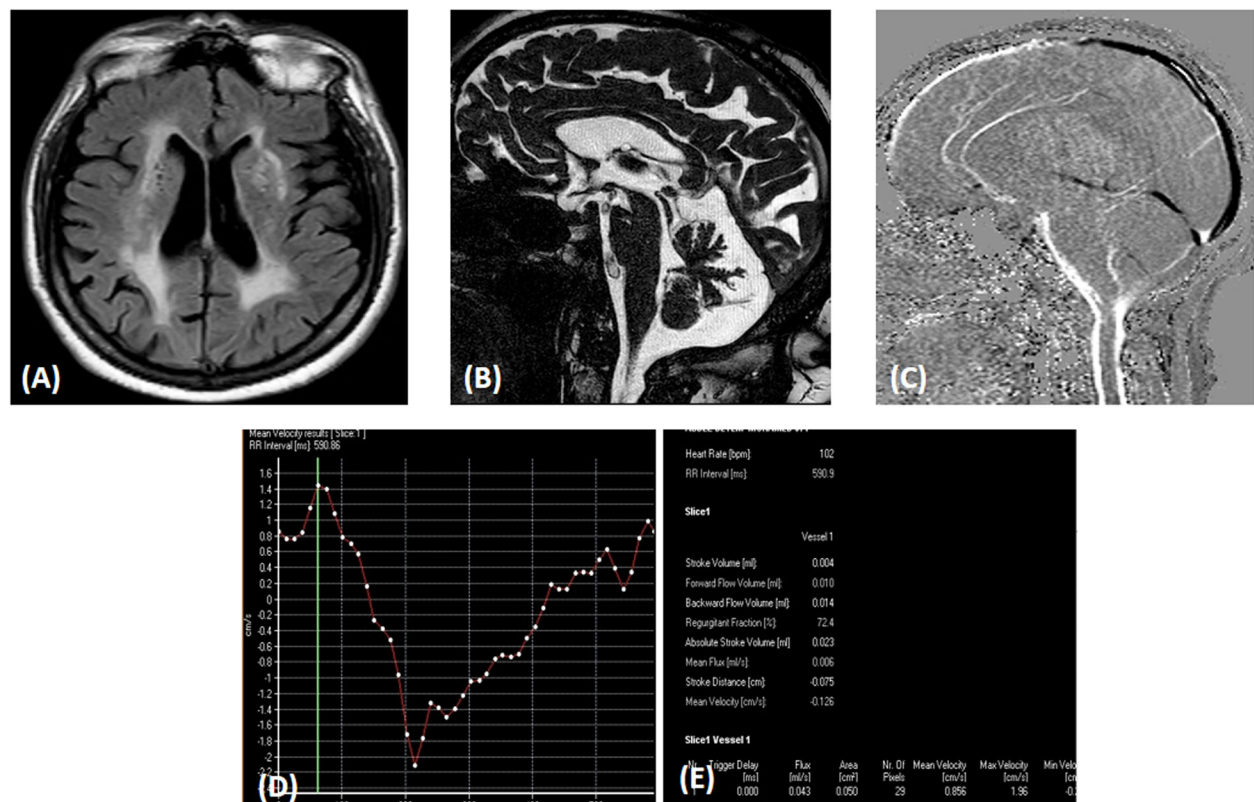 (A)
(B)
(C)
Mean Velocity results [ Slice:1 ]
RR Interval [ms] 590.86
1.6
1.4
1.2
1
0.8
0.6
0.4
0.2
0
-0.2
-0.4
-0.6
-0.8
-1
-1.2
-1.4
-1.6
-1.8
-2
cm/s
(D)
Heart Rate [bpm]: 102
RR Interval [ms]: 590.9
Slice1
Vessel 1
Stroke Volume [ml] 0.004
Forward Flow Volume [ml]: 0.010
Backward Flow Volume [ml]: 0.014
Regurgitant Fraction [%]: 72.4
Absolute Stroke Volume [ml] 0.023
Mean Flux [ml/s] 0.006
Stroke Distance [cm]: -0.075
Mean Velocity [cm/s]: -0.126
Slice1 Vessel 1
Trigger Delay Flux Area Nr. Of Mean Velocity Max Velocity Min
[ms] [ml/s] [cm²] Pixels [cm/s] [cm/s]
0.000 0.043 0.050 29 0.856 1.96
(E)